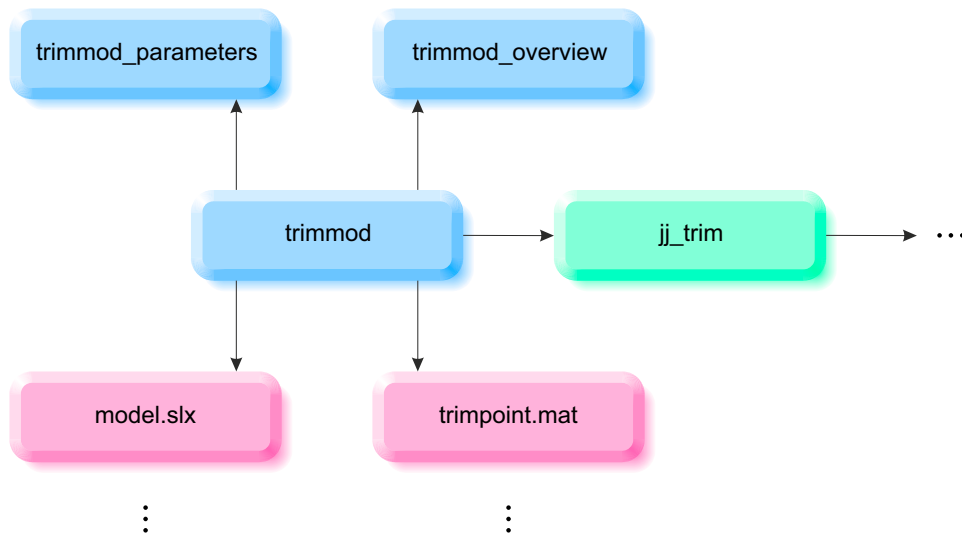 trimmod_parameters
trimmod_overview
trimmod
jj_trim
...
model.slx
trimpoint.mat